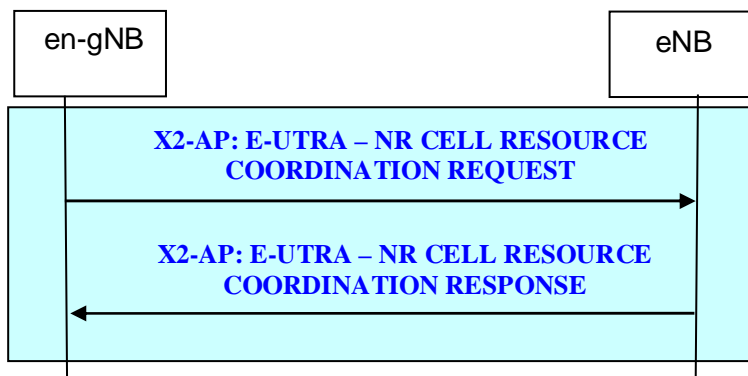 en-gNB
eNB
X2-AP: E-UTRA – NR CELL RESOURCE
COORDINATION REQUEST
X2-AP: E-UTRA – NR CELL RESOURCE
COORDINATION RESPONSE